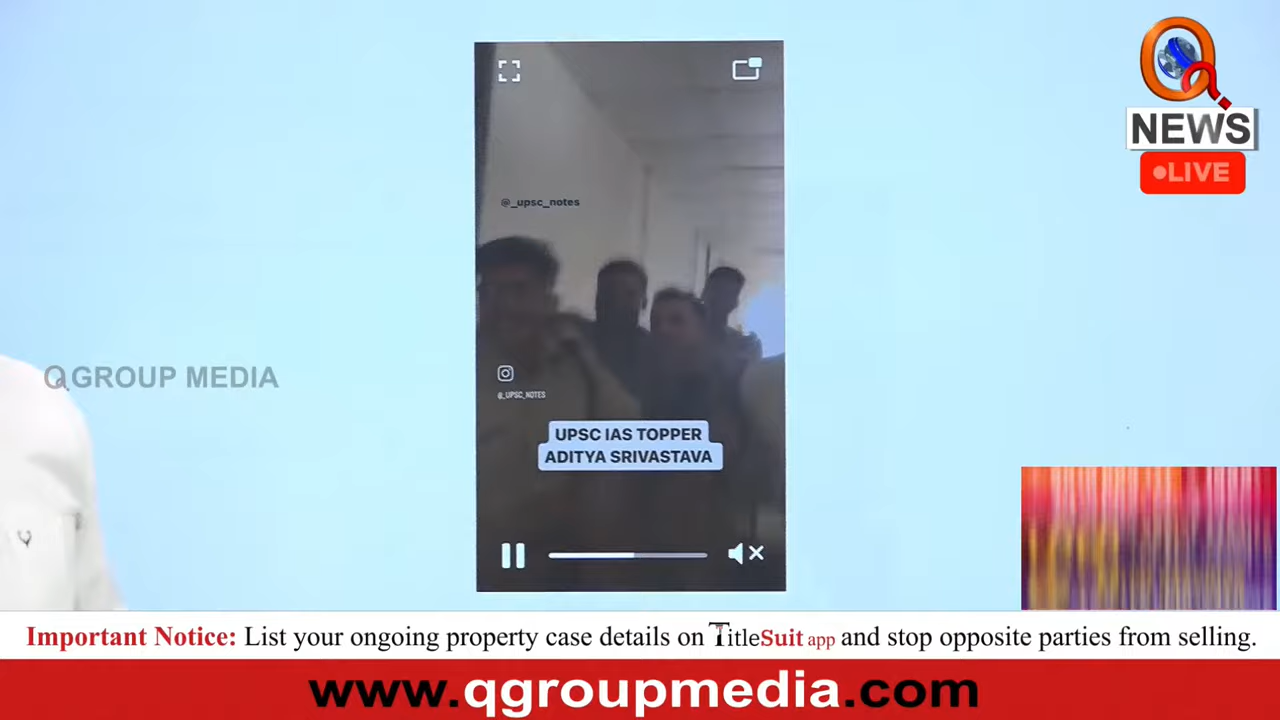 Q
NEWS
LIVE
@_upsc_notes
Q GROUP MEDIA
@_UPSC_NOTES
UPSC IAS TOPPER
ADITYA SRIVASTAVA
Important Notice: List your ongoing property case details on TitleSuit app and stop opposite parties from selling.
www.qgroupmedia.com